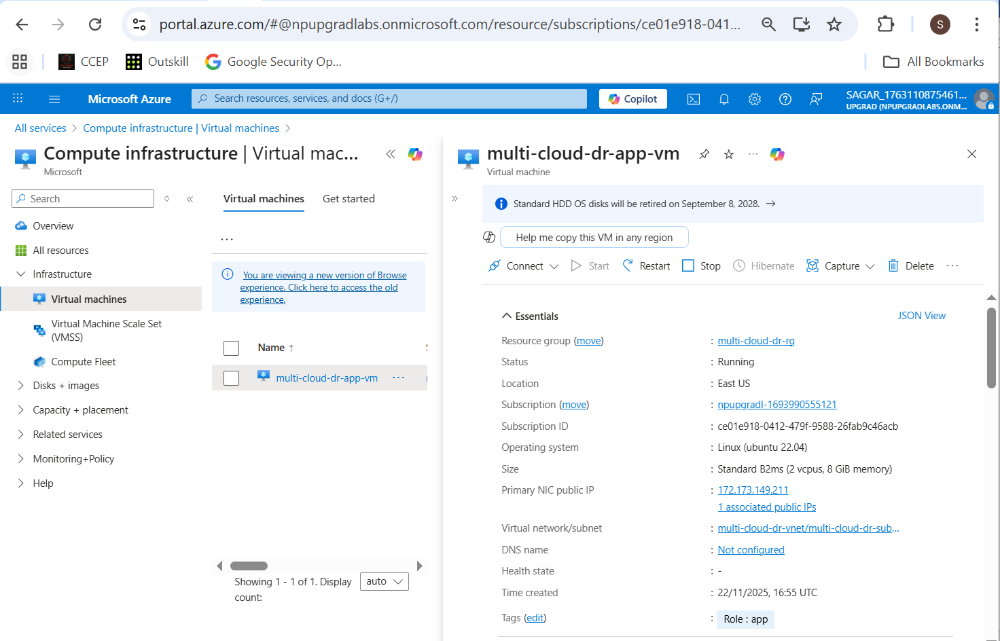 portal.azure.com/#@npupgradlabs.onmicrosoft.com/resource/subscriptions/ce01e918-041...
S
CCEP
Outskill
Google Security Op...
All Bookmarks
Microsoft Azure
Search resources, services, and docs (G+/)
Copilot
SAGAR_1763110875461...
UPGRAD (NPUPGRADLABS.ONM...
All services > Compute infrastructure | Virtual machines >
Compute infrastructure | Virtual mac...
Microsoft
Search
Overview
All resources
Infrastructure
Virtual machines
Virtual Machine Scale Set
(VMSS)
Compute Fleet
Disks + images
Capacity + placement
Related services
Monitoring+Policy
Help
Virtual machines
Get started
...
You are viewing a new version of Browse
experience. Click here to access the old
experience.
Name ↑
multi-cloud-dr-app-vm ...
Showing 1 - 1 of 1. Display
count:
auto
multi-cloud-dr-app-vm
Virtual machine
Standard HDD OS disks will be retired on September 8, 2028. →
Help me copy this VM in any region
Connect
Start
Restart
Stop
Hibernate
Capture
Delete
...
Essentials
JSON View
Resource group (move) : multi-cloud-dr-rg
Status : Running
Location : East US
Subscription (move) : npupgradl-1693990555121
Subscription ID : ce01e918-0412-479f-9588-26fab9c46acb
Operating system : Linux (ubuntu 22.04)
Size : Standard B2ms (2 vcpus, 8 GiB memory)
Primary NIC public IP : 172.173.149.211
1 associated public IPs
Virtual network/subnet : multi-cloud-dr-vnet/multi-cloud-dr-sub...
DNS name : Not configured
Health state : -
Time created : 22/11/2025, 16:55 UTC
Tags (edit) : Role : app